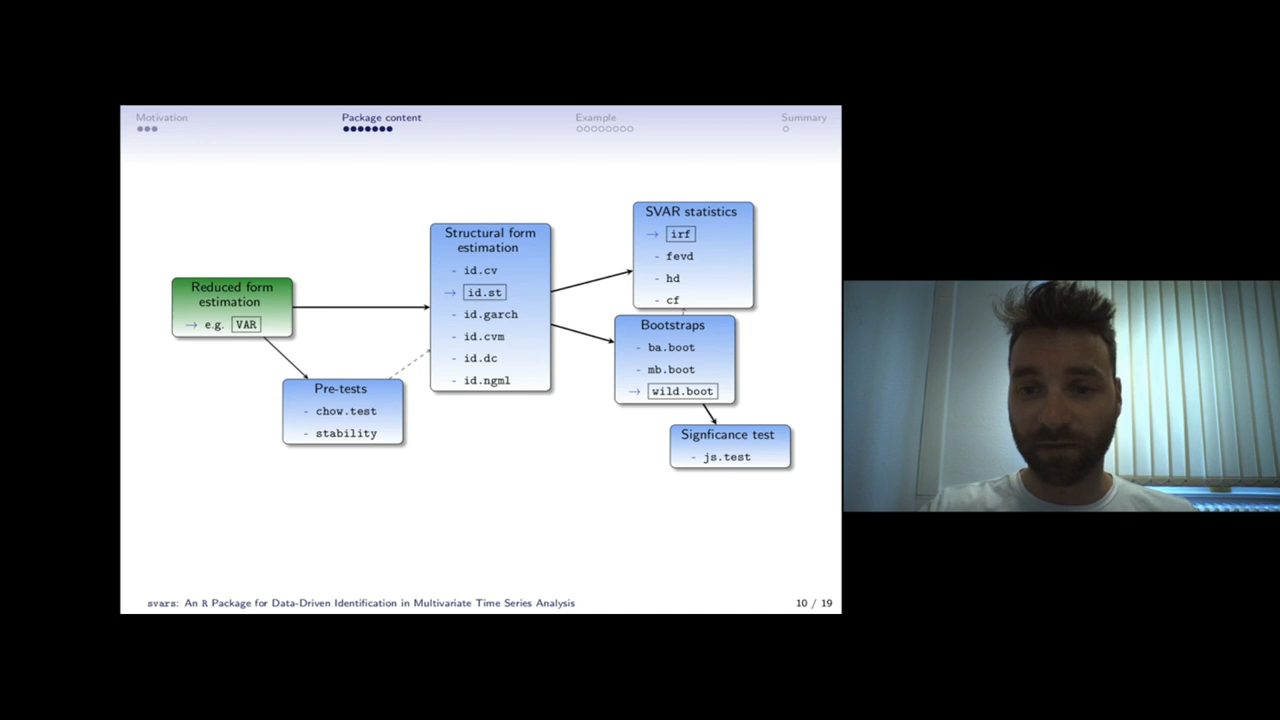 Motivation
Package content
Example
Summary
Reduced form
estimation
→ e.g. VAR
Pre-tests
- chow.test
- stability
Structural form
estimation
- id.cv
→ id.st
- id.garch
- id.cvm
- id.dc
- id.ngml
SVAR statistics
→ irf
- fevd
- hd
- cf
Bootstraps
- ba.boot
- mb.boot
→ wild.boot
Signficance test
- js.test
svars: An R Package for Data-Driven Identification in Multivariate Time Series Analysis
10 / 19